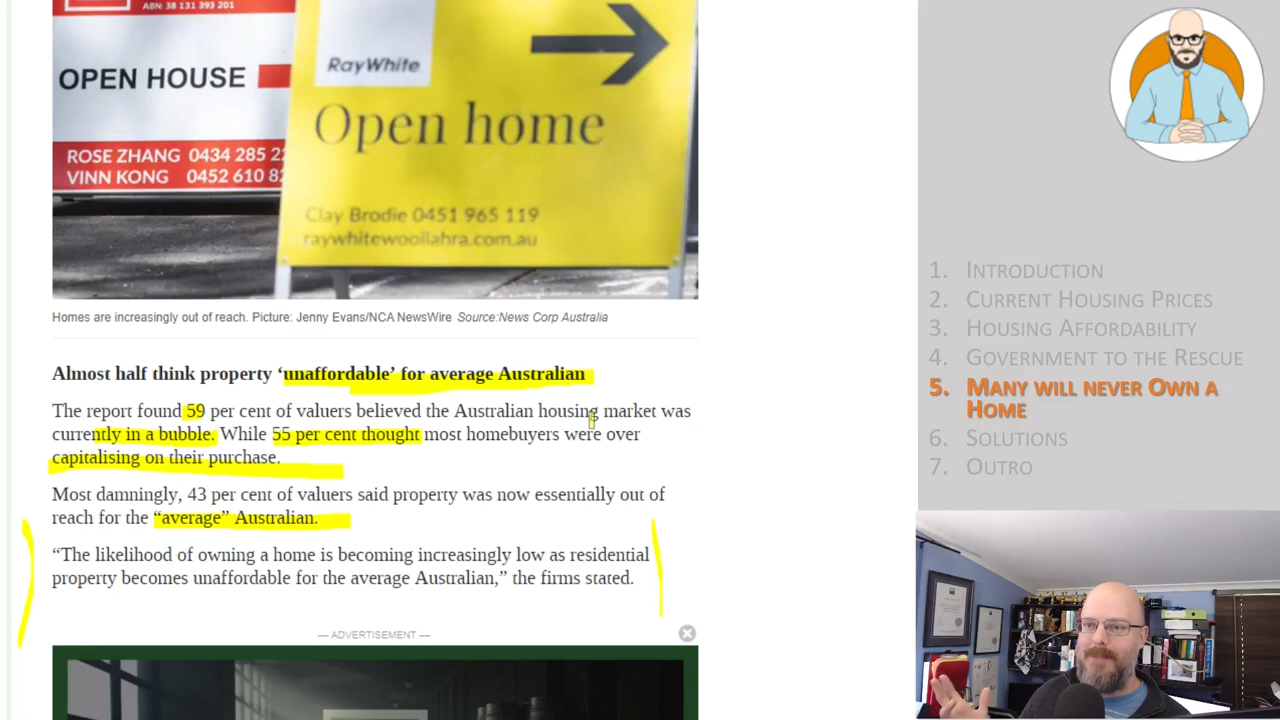 ABN: 38 131 393 201
OPEN HOUSE
ROSE ZHANG 0434 285 2
VINN KONG 0452 610 8
RayWhite
Open home
Clay Brodie 0451 965 119
raywhitewoollahra.com.au
Homes are increasingly out of reach. Picture: Jenny Evans/NCA NewsWire Source:News Corp Australia
Almost half think property ‘unaffordable’ for average Australian
The report found 59 per cent of valuers believed the Australian housing market was
currently in a bubble. While 55 per cent thought most homebuyers were over
capitalising on their purchase.
Most damningly, 43 per cent of valuers said property was now essentially out of
reach for the “average” Australian.
“The likelihood of owning a home is becoming increasingly low as residential
property becomes unaffordable for the average Australian,” the firms stated.
— ADVERTISEMENT —
1. INTRODUCTION
2. CURRENT HOUSING PRICES
3. HOUSING AFFORDABILITY
4. GOVERNMENT TO THE RESCUE
5. MANY WILL NEVER OWN A
HOME
6. SOLUTIONS
7. OUTRO